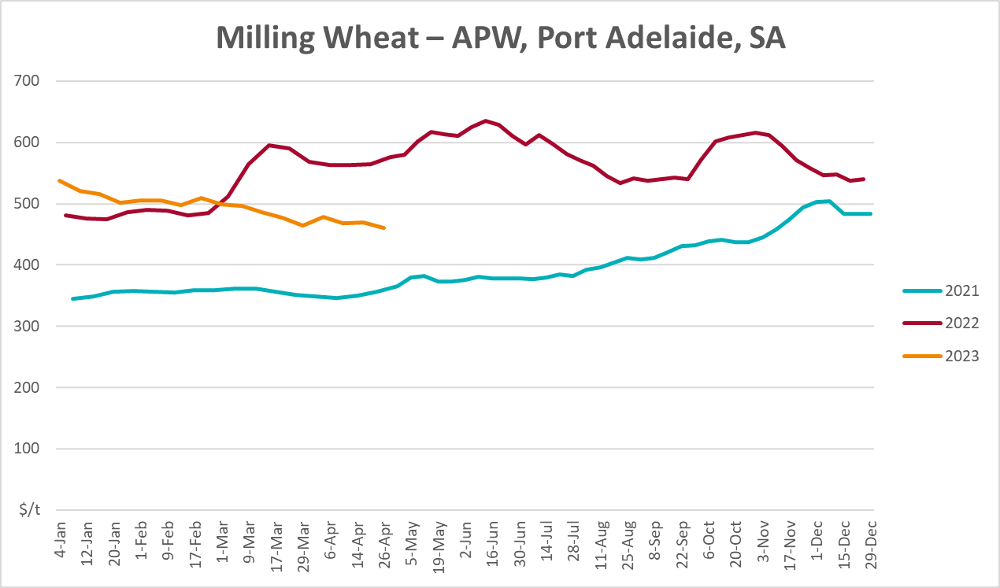 Milling Wheat – APW, Port Adelaide, SA
700
600
500
400
300
200
100
$/t
4-Jan
12-Jan
20-Jan
1-Feb
9-Feb
17-Feb
1-Mar
9-Mar
17-Mar
29-Mar
6-Apr
14-Apr
26-Apr
5-May
19-May
2-Jun
16-Jun
30-Jun
14-Jul
28-Jul
11-Aug
25-Aug
8-Sep
22-Sep
6-Oct
20-Oct
3-Nov
17-Nov
1-Dec
15-Dec
29-Dec
2021
2022
2023